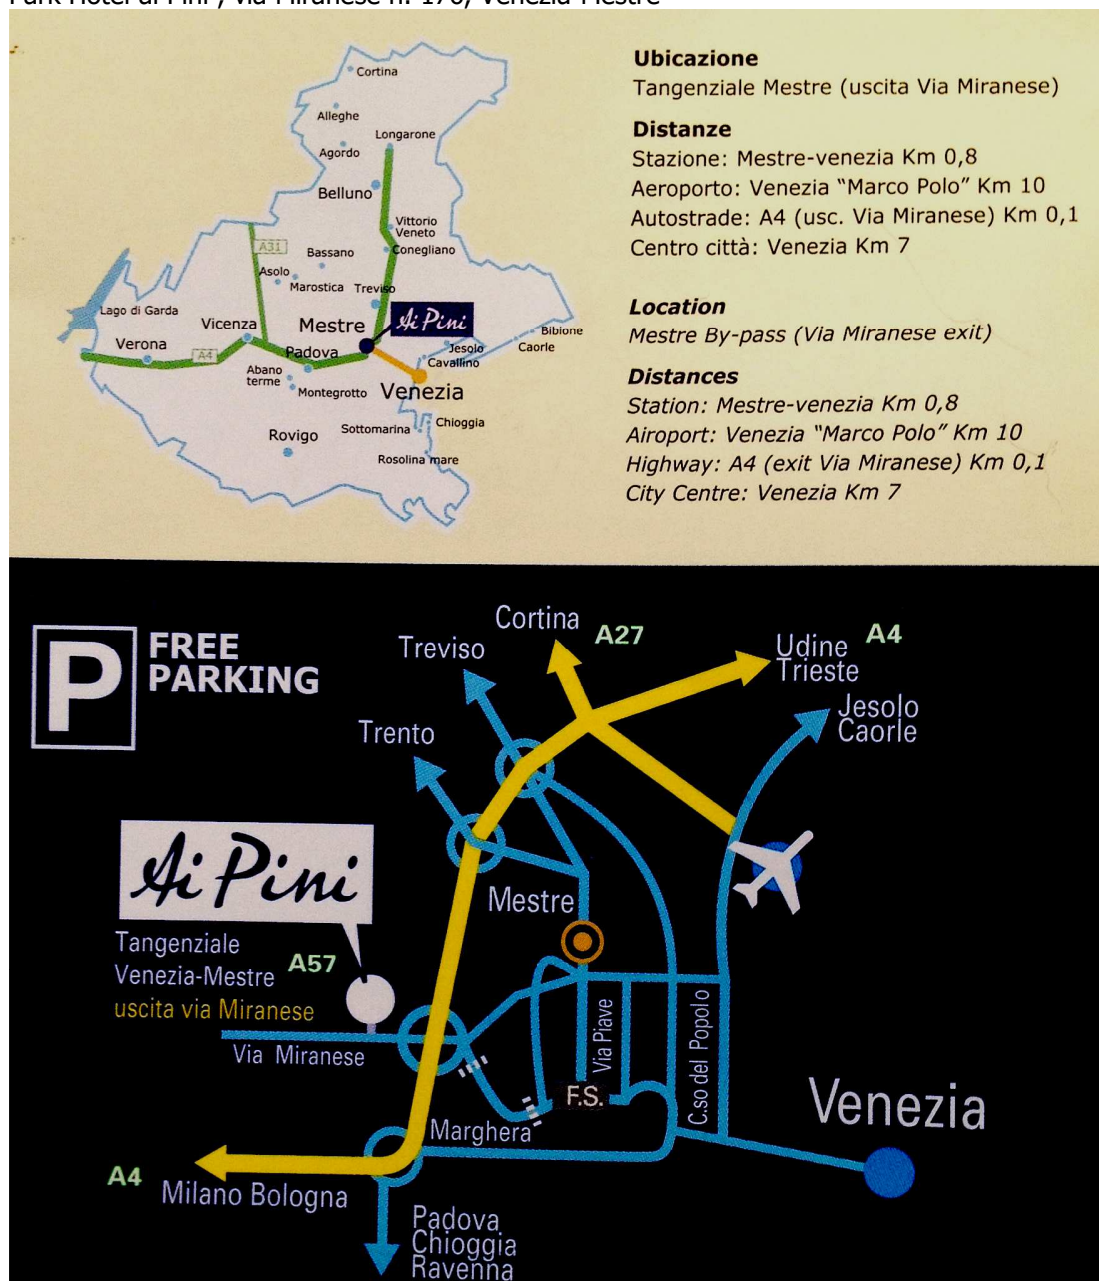 Park Hotel ai Pini , via Miranese n. 176, Venezia-Mestre
Cortina
Alleghe
Longarone
Agordo
Belluno
Vittorio
Veneto
A31
Bassano
Conegliano
Asolo
Marostica
Treviso
Lago di Garda
Vicenza
Mestre
Ai Pini
Bibione
Caorle
Verona
A4
Padova
Jesolo
Cavallino
Abano
terme
Montegrotto
Venezia
Rovigo
Sottomarina
Chioggia
Rosolina mare
Ubicazione
Tangenziale Mestre (uscita Via Miranese)
Distanze
Stazione: Mestre-venezia Km 0,8
Aeroporto: Venezia “Marco Polo” Km 10
Autostrade: A4 (usc. Via Miranese) Km 0,1
Centro città: Venezia Km 7
Location
Mestre By-pass (Via Miranese exit)
Distances
Station: Mestre-venezia Km 0,8
Airoport: Venezia “Marco Polo” Km 10
Highway: A4 (exit Via Miranese) Km 0,1
City Centre: Venezia Km 7
P
FREE
PARKING
Cortina
A27
Treviso
Udine
Trieste
A4
Jesolo
Caorle
Trento
Ai Pini
Mestre
Tangenziale
Venezia-Mestre
A57
uscita via Miranese
Via Miranese
Via Piave
C.so del Popolo
F.S.
Marghera
Venezia
A4
Milano Bologna
Padova
Chioggia
Ravenna